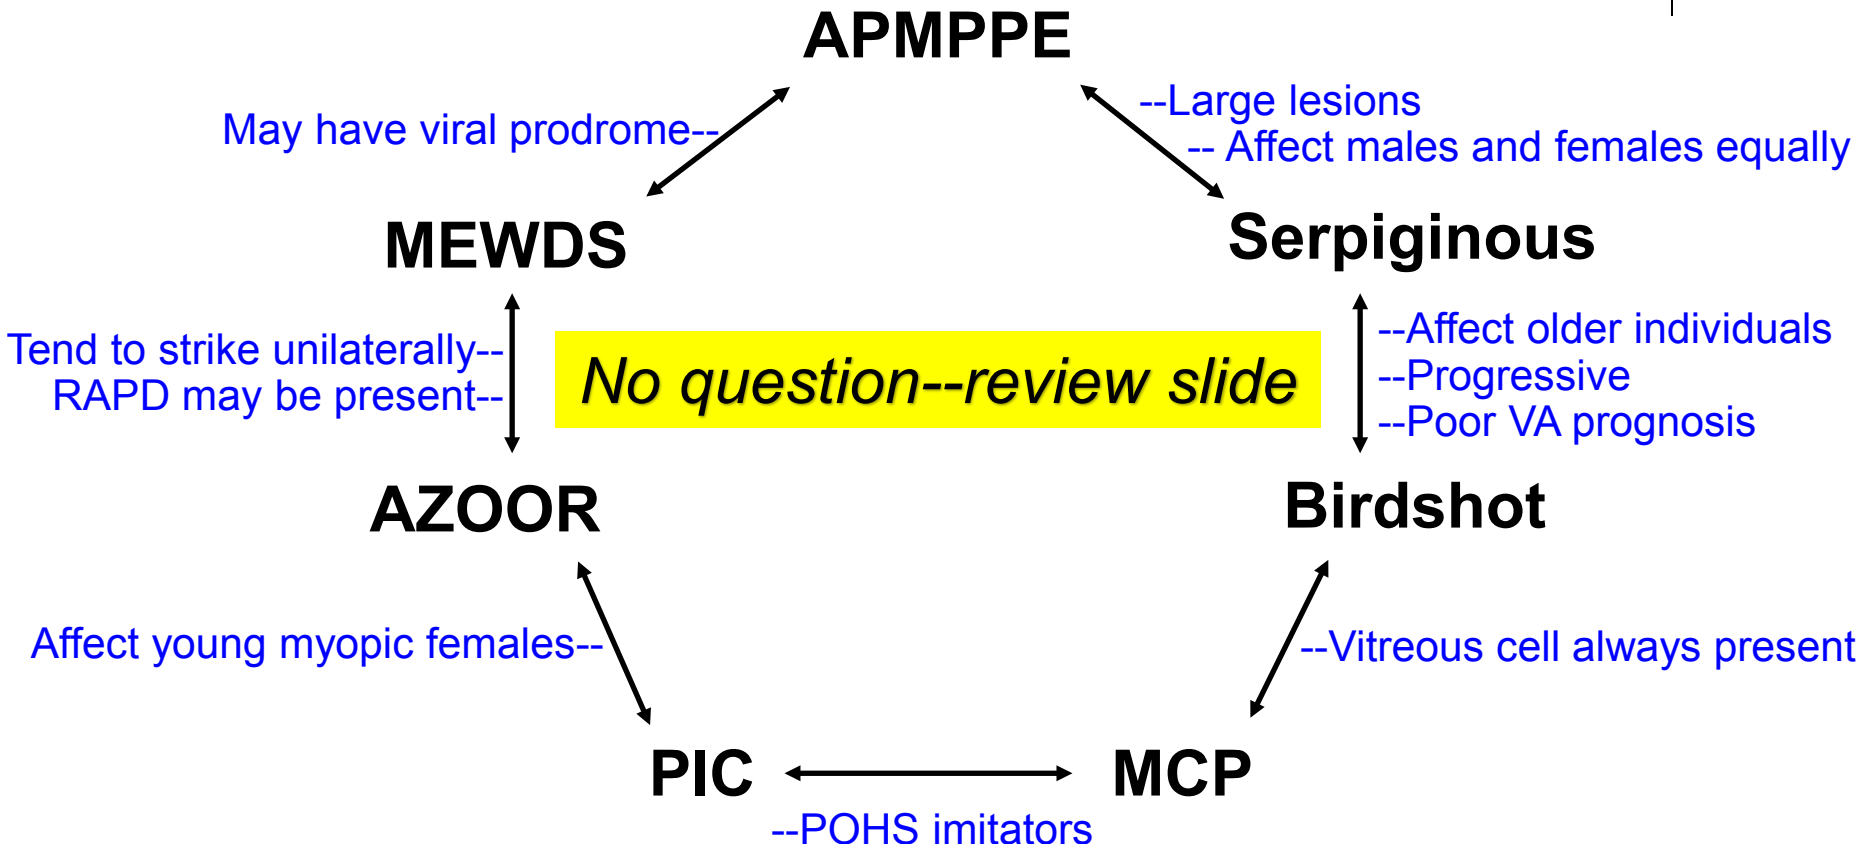 APMPPE
May have viral prodrome--
--Large lesions
-- Affect males and females equally
MEWDS
Serpiginous
Tend to strike unilaterally--
RAPD may be present--
No question--review slide
--Affect older individuals
--Progressive
--Poor VA prognosis
AZOOR
Birdshot
Affect young myopic females--
--Vitreous cell always present
PIC
MCP
--POHS imitators